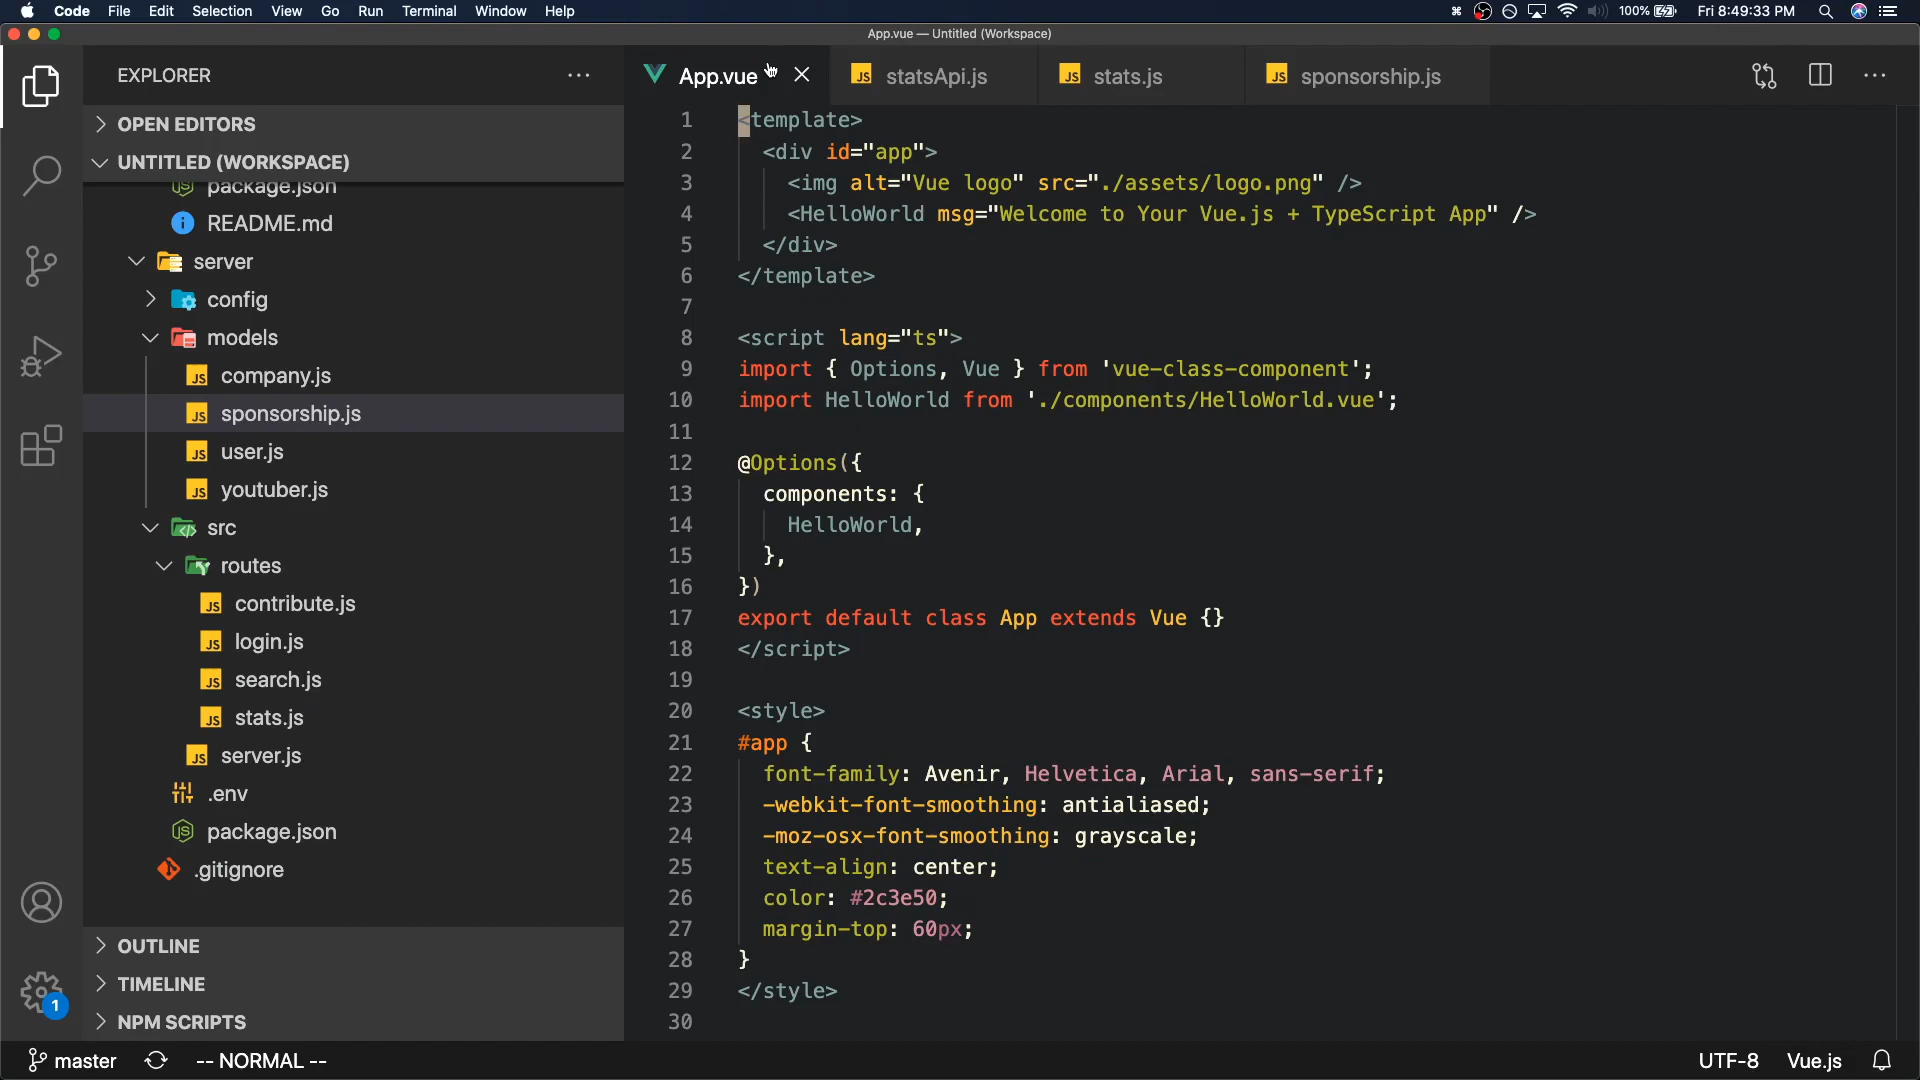 Code File Edit Selection View Go Run Terminal Window Help
100% Fri 8:49:33 PM
App.vue — Untitled (Workspace)
EXPLORER
App.vue
statsApi.js
stats.js
sponsorship.js
OPEN EDITORS
UNTITLED (WORKSPACE)
package.json
README.md
server
config
models
company.js
sponsorship.js
user.js
youtuber.js
src
routes
contribute.js
login.js
search.js
stats.js
server.js
.env
package.json
.gitignore
OUTLINE
TIMELINE
NPM SCRIPTS
1
1 <template>
2 <div id="app">
3 <img alt="Vue logo" src="./assets/logo.png" />
4 <HelloWorld msg="Welcome to Your Vue.js + TypeScript App" />
5 </div>
6 </template>
7
8 <script lang="ts">
9 import { Options, Vue } from 'vue-class-component';
10 import HelloWorld from './components/HelloWorld.vue';
11
12 @Options({
13 components: {
14 HelloWorld,
15 },
16 })
17 export default class App extends Vue {}
18 </script>
19
20 <style>
21 #app {
22 font-family: Avenir, Helvetica, Arial, sans-serif;
23 -webkit-font-smoothing: antialiased;
24 -moz-osx-font-smoothing: grayscale;
25 text-align: center;
26 color: #2c3e50;
27 margin-top: 60px;
28 }
29 </style>
30
master -- NORMAL --
UTF-8 Vue.js